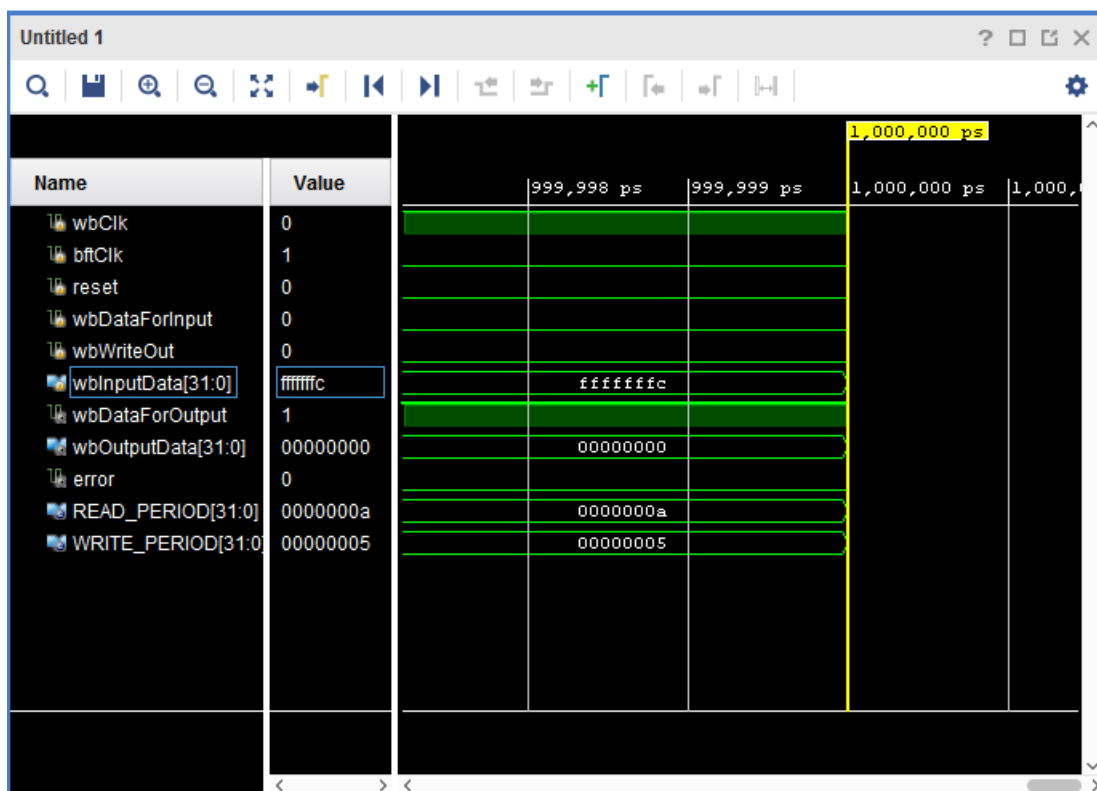 Untitled 1
1,000,000 ps
Name Value 999,998 ps 999,999 ps 1,000,000 ps 1,000,
wbClk 0
bftClk 1
reset 0
wbDataForInput 0
wbWriteOut 0
wbInputData[31:0] fffffffc fffffffc
wbDataForOutput 1
wbOutputData[31:0] 00000000 00000000
error 0
READ_PERIOD[31:0] 0000000a 0000000a
WRITE_PERIOD[31:0] 00000005 00000005